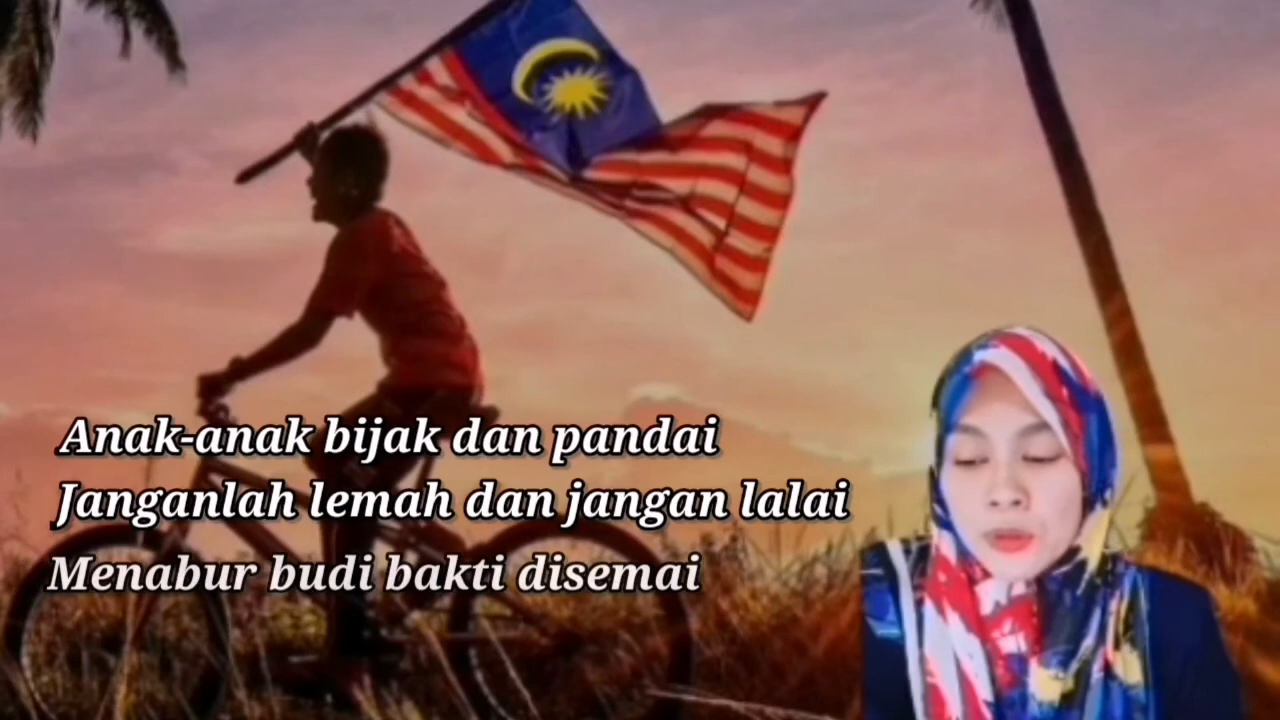 Anak-anak bijak dan pandai
Janganlah lemah dan jangan lalai
Menabur budi bakti disemai